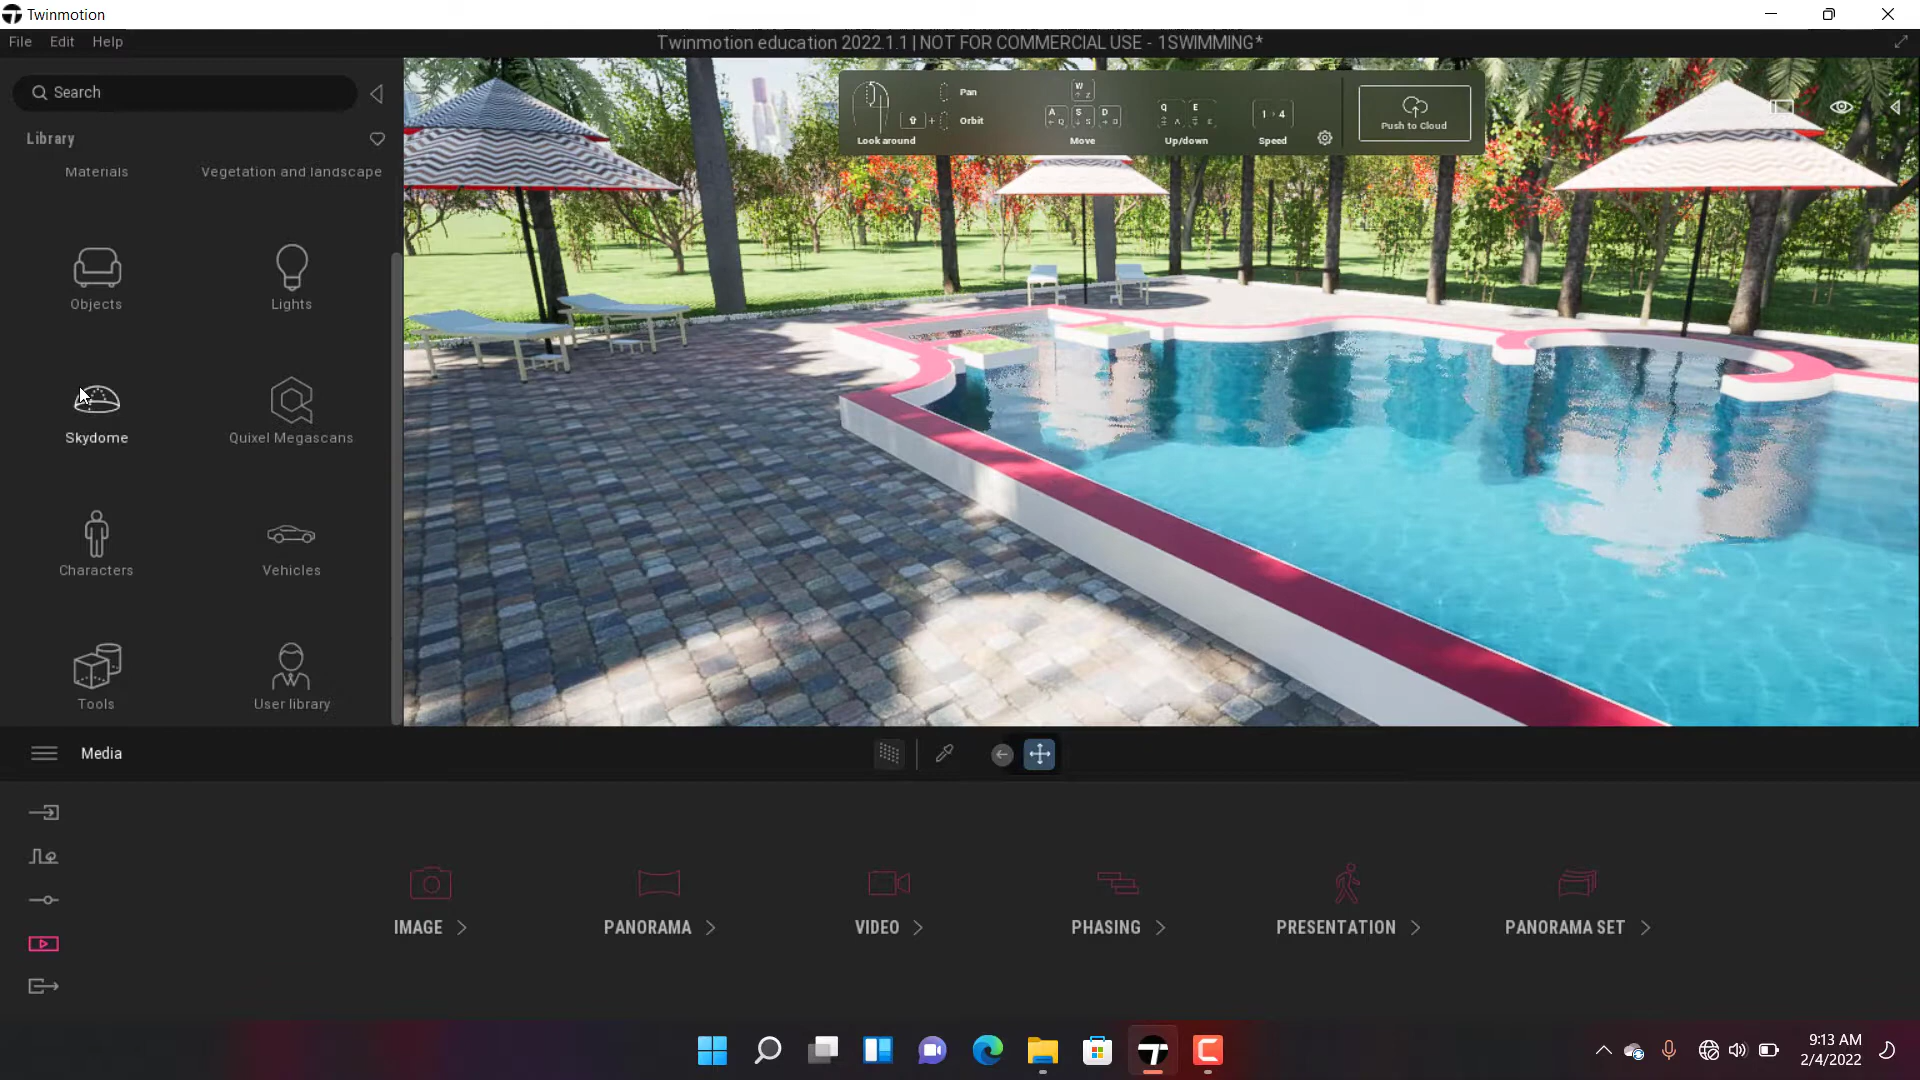 Twinmotion
File Edit Help
Twinmotion education 2022.1.1 | NOT FOR COMMERCIAL USE - 1SWIMMING*
Search
Library
Materials
Vegetation and landscape
Objects
Lights
Skydome
Quixel Megascans
Characters
Vehicles
Tools
User library
Pan
Orbit
Look around
W
A S D
Move
Q E
Up/down
1 4
Speed
Push to Cloud
Media
IMAGE
PANORAMA
VIDEO
PHASING
PRESENTATION
PANORAMA SET
9:13 AM
2/4/2022